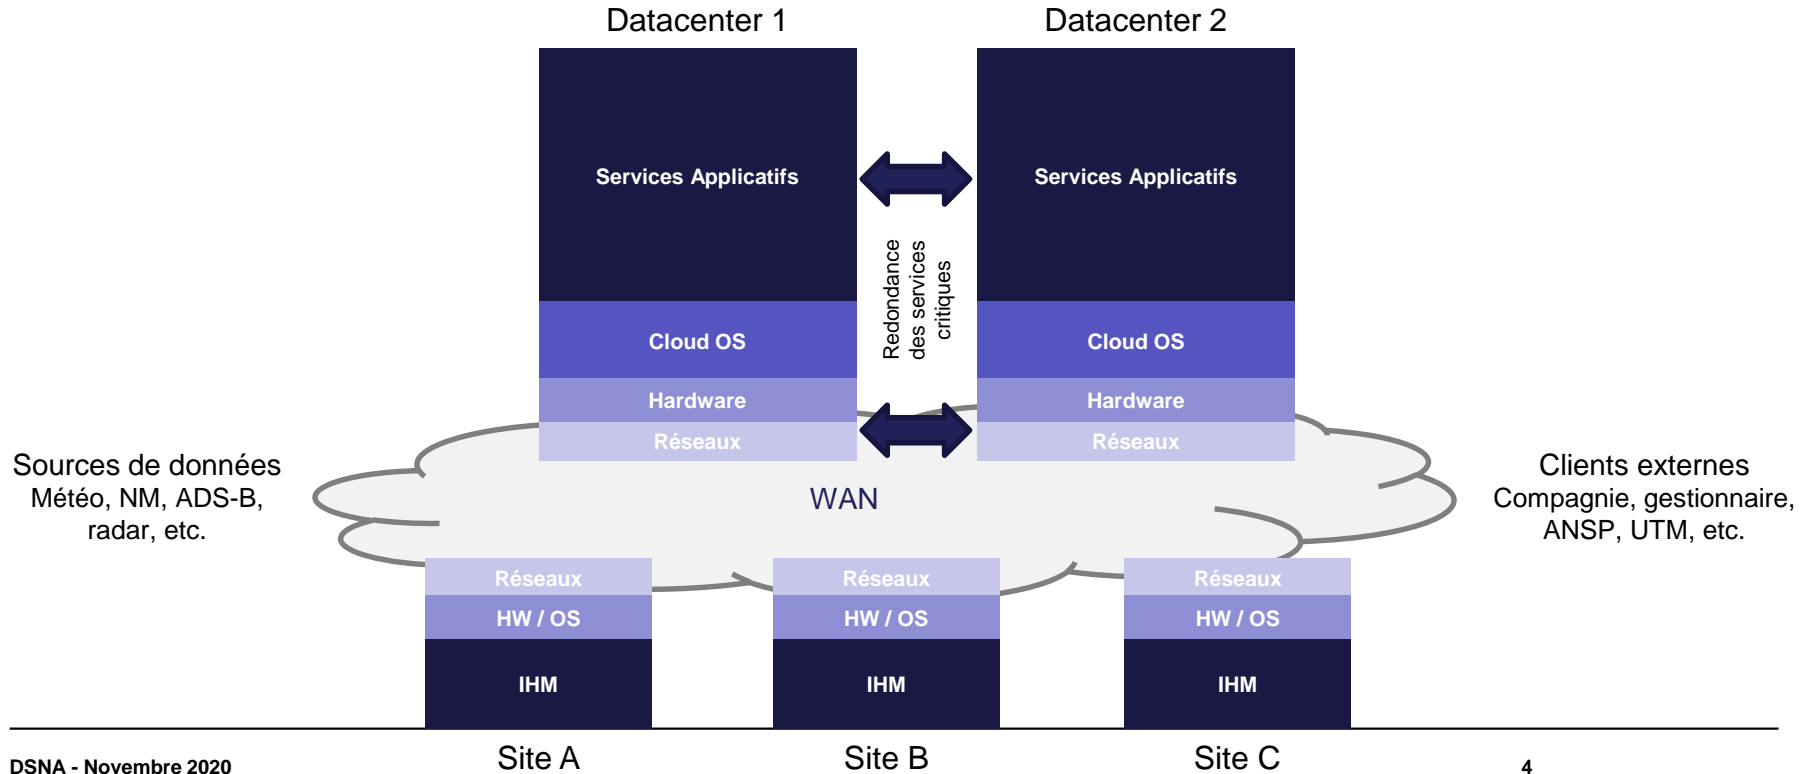 Datacenter 1
Datacenter 2
Services Applicatifs
Services Applicatifs
Redondance
des services
critiques
Cloud OS
Cloud OS
Hardware
Hardware
Réseaux
Réseaux
Sources de données
Météo, NM, ADS-B,
radar, etc.
WAN
Clients externes
Compagnie, gestionnaire,
ANSP, UTM, etc.
Réseaux
Réseaux
Réseaux
HW / OS
HW / OS
HW / OS
IHM
IHM
IHM
Site A
Site B
Site C
DSNA - Novembre 2020
4